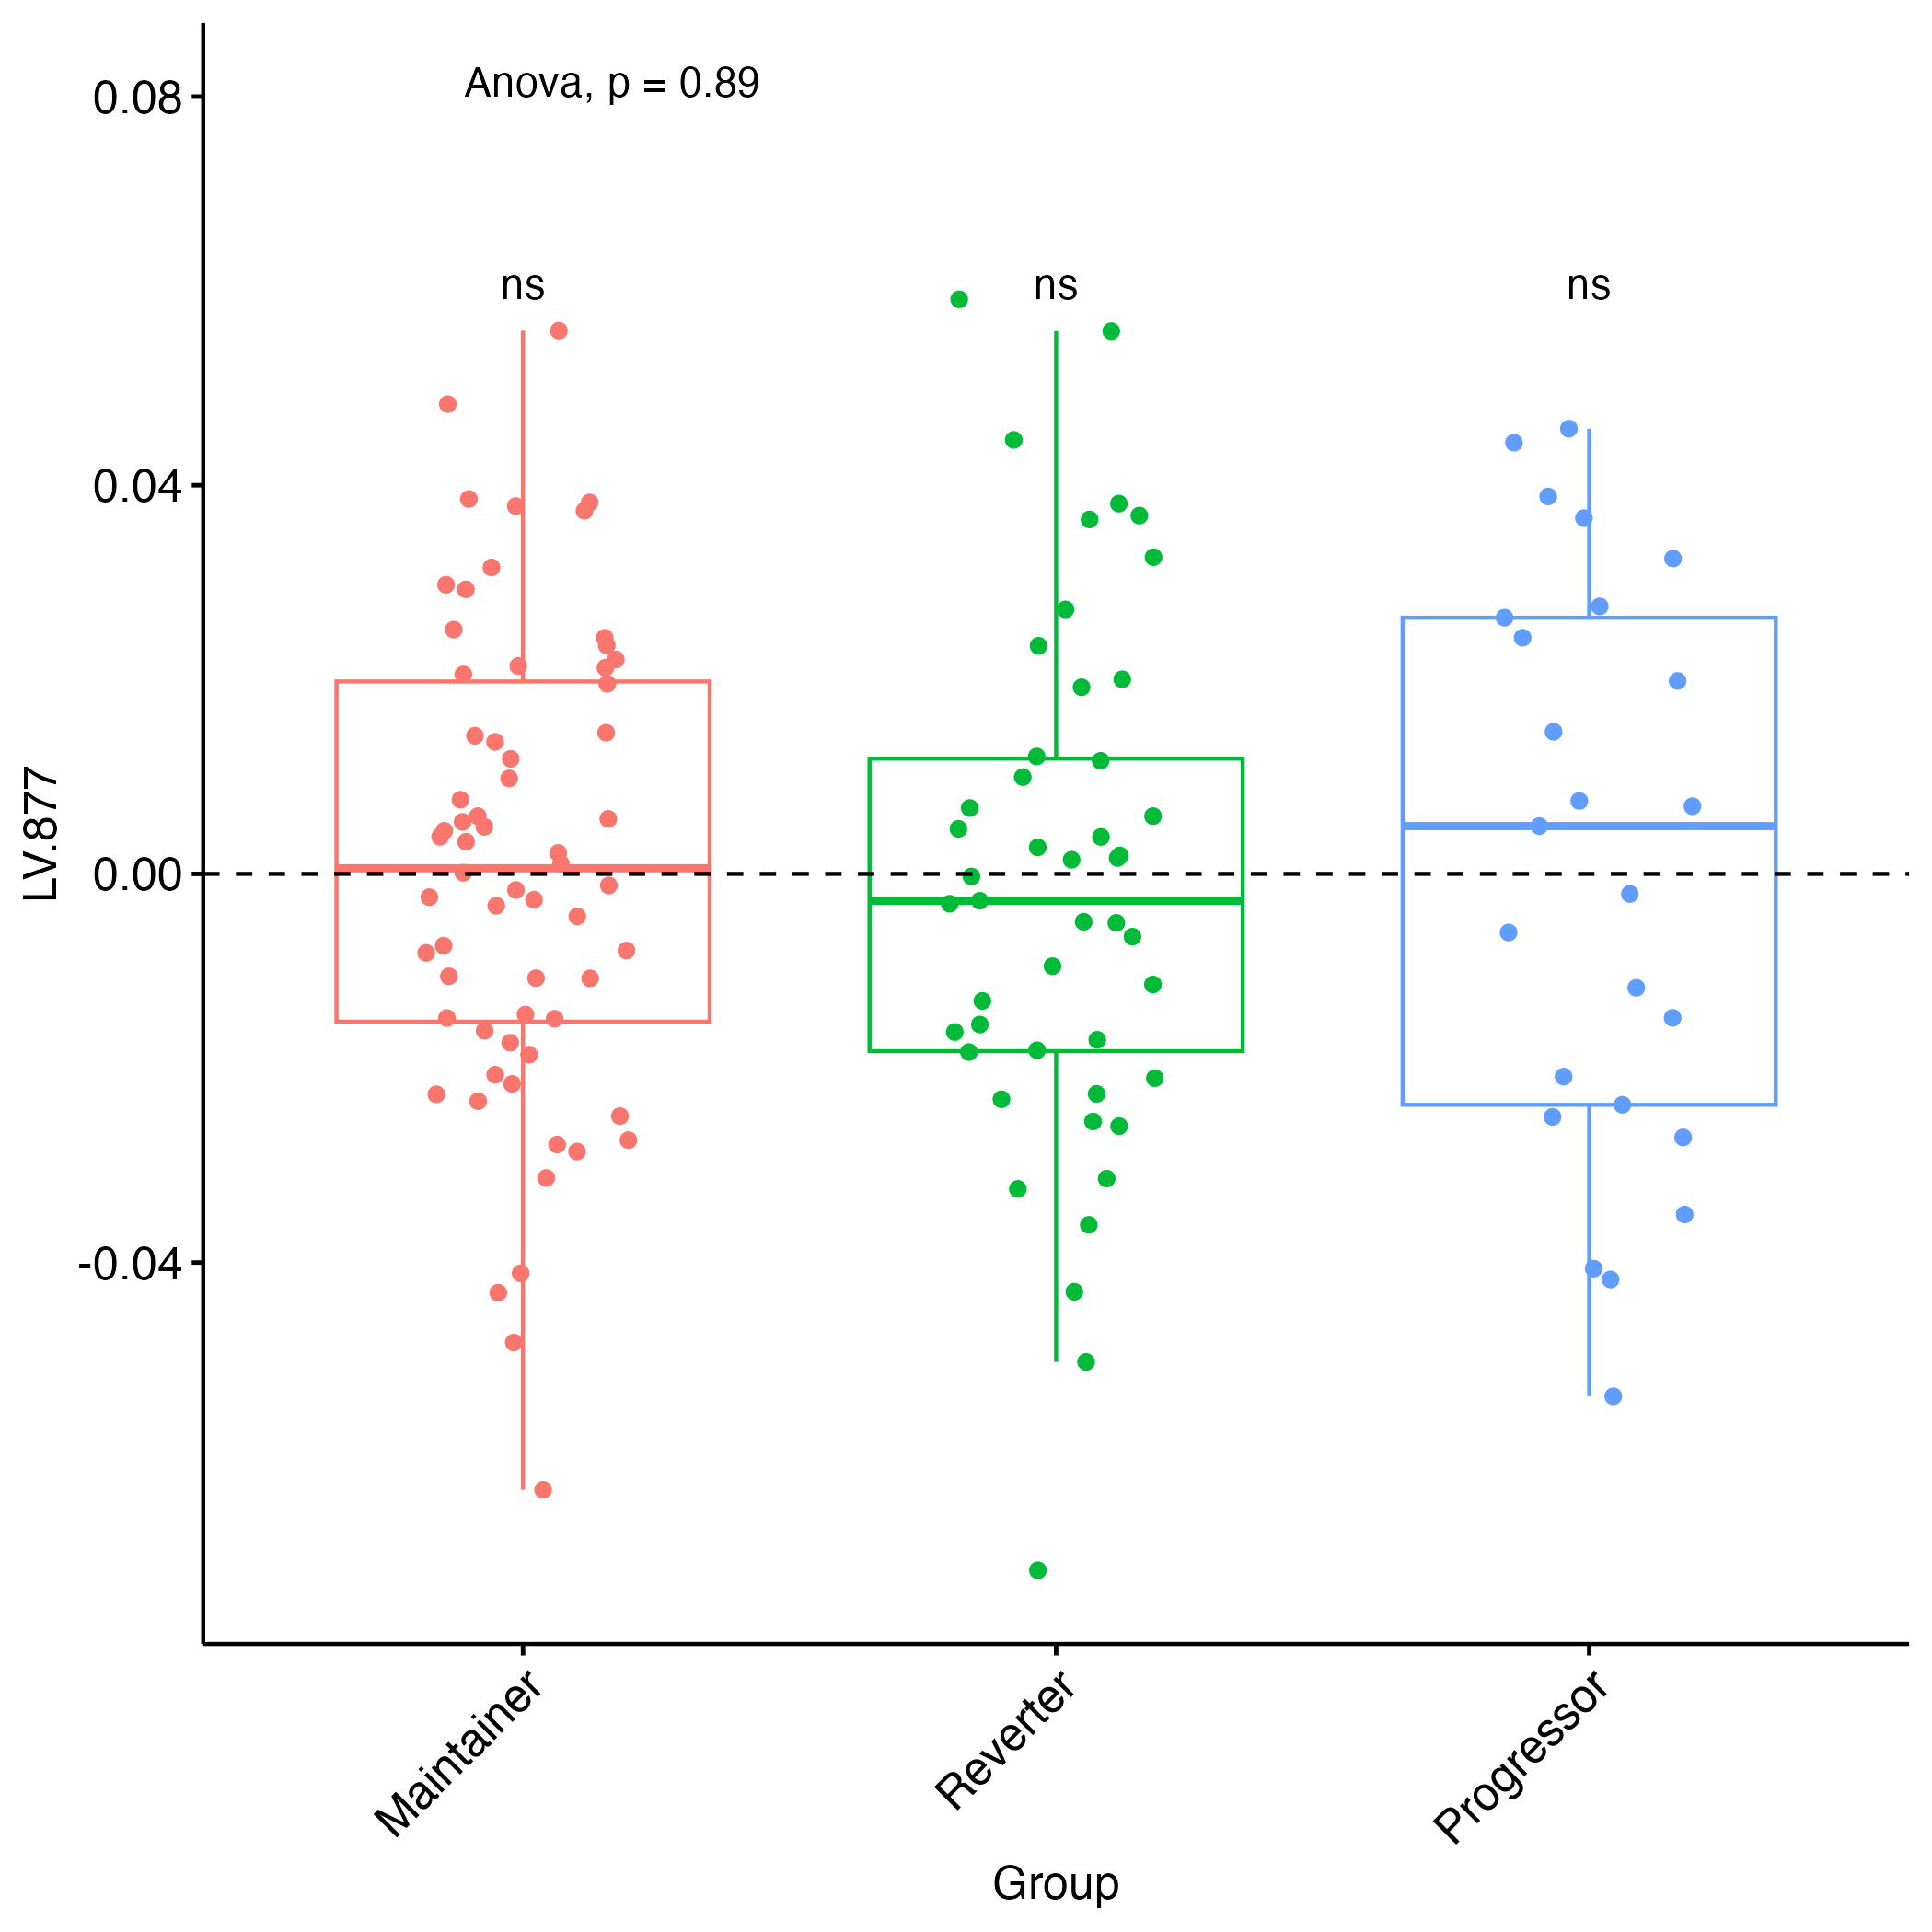 Anova, p = 0.89
0.08
0.04
0.00
-0.04
LV.877
ns
ns
ns
Maintainer
Reverter
Progressor
Group